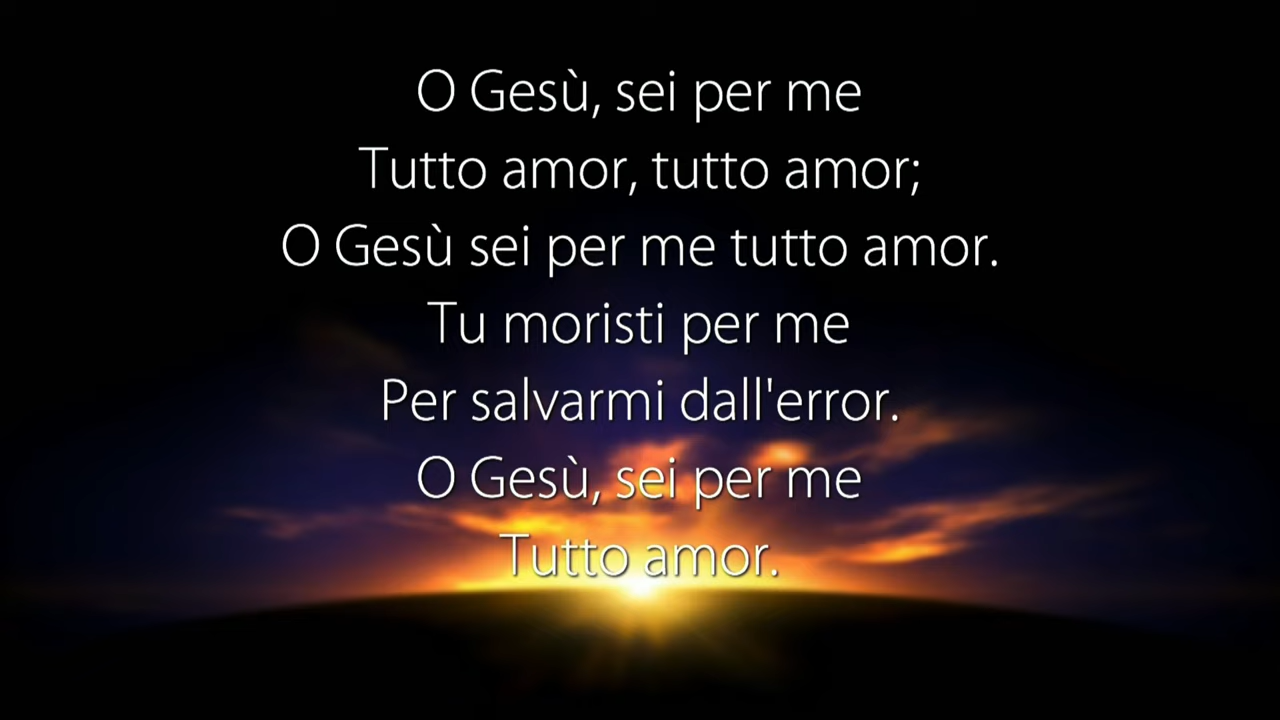 O Gesù, sei per me
Tutto amor, tutto amor;
O Gesù sei per me tutto amor.
Tu moristi per me
Per salvarmi dall'error.
O Gesù, sei per me
Tutto amor.